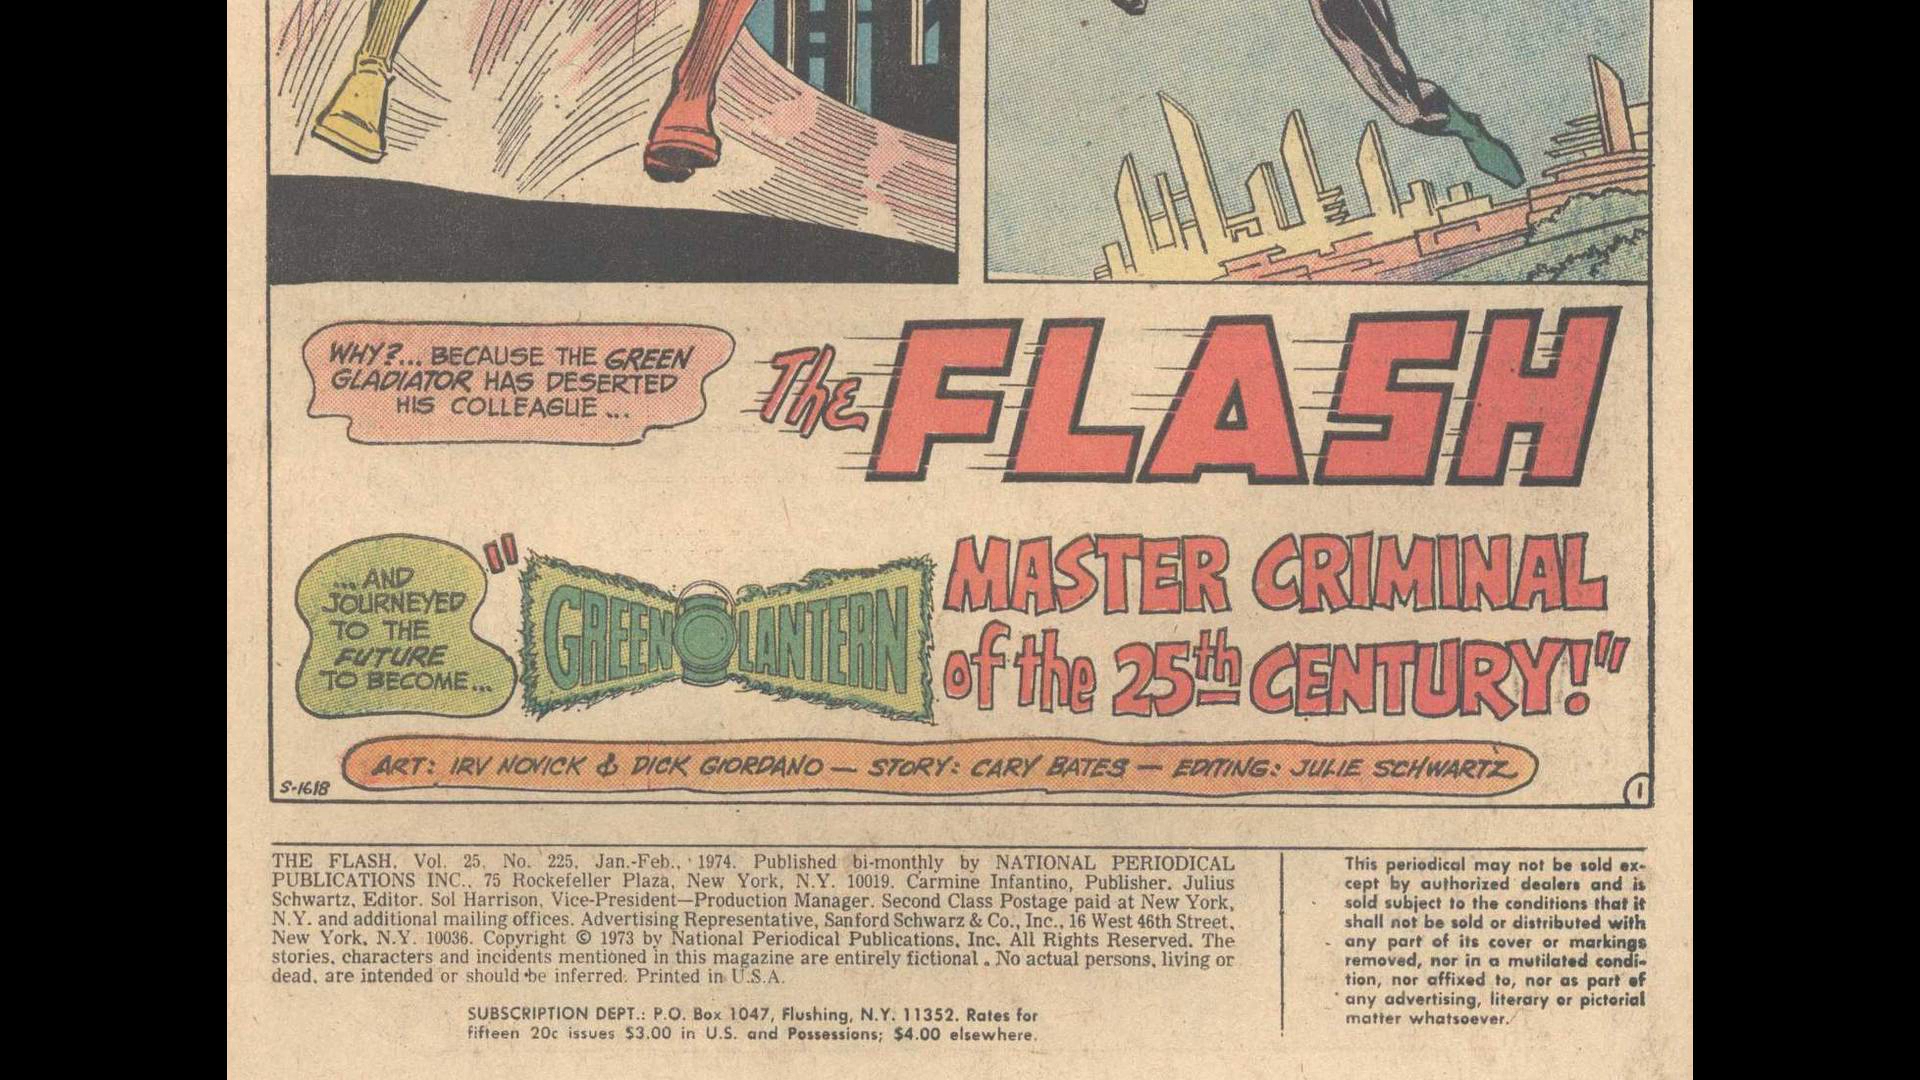 WHY?... BECAUSE THE GREEN
GLADIATOR HAS DESERTED
HIS COLLEAGUE...
The FLASH
...AND
JOURNEYED
TO THE
FUTURE
TO BECOME...
"GREEN LANTERN
MASTER CRIMINAL
of the 25th CENTURY!"
ART: IRV NOVICK & DICK GIORDANO — STORY: CARY BATES — EDITING: JULIE SCHWARTZ
S-1618
1
THE FLASH, Vol. 25, No. 225, Jan.-Feb., 1974. Published bi-monthly by NATIONAL PERIODICAL
PUBLICATIONS INC., 75 Rockefeller Plaza, New York, N.Y. 10019. Carmine Infantino, Publisher. Julius
Schwartz, Editor. Sol Harrison, Vice-President—Production Manager. Second Class Postage paid at New York,
N.Y. and additional mailing offices. Advertising Representative, Sanford Schwarz & Co., Inc., 16 West 46th Street,
New York, N.Y. 10036. Copyright © 1973 by National Periodical Publications, Inc. All Rights Reserved. The
stories, characters and incidents mentioned in this magazine are entirely fictional. No actual persons, living or
dead, are intended or should be inferred. Printed in U.S.A.
SUBSCRIPTION DEPT.: P.O. Box 1047, Flushing, N.Y. 11352. Rates for
fifteen 20c issues $3.00 in U.S. and Possessions; $4.00 elsewhere.
This periodical may not be sold ex-
cept by authorized dealers and is
sold subject to the conditions that it
shall not be sold or distributed with
any part of its cover or markings
removed, nor in a mutilated condi-
tion, nor affixed to, nor as part of
any advertising, literary or pictorial
matter whatsoever.